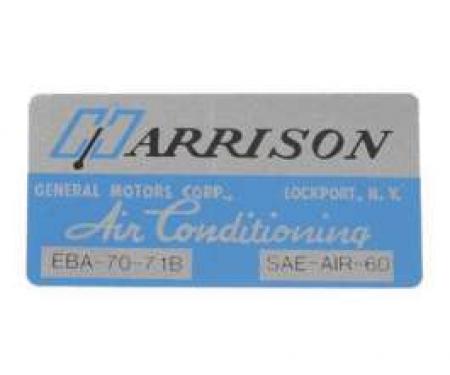 HARRISON
GENERAL MOTORS CORP., LOCKPORT, N. Y.
Air Conditioning
EBA-70-71B SAE-AIR-60